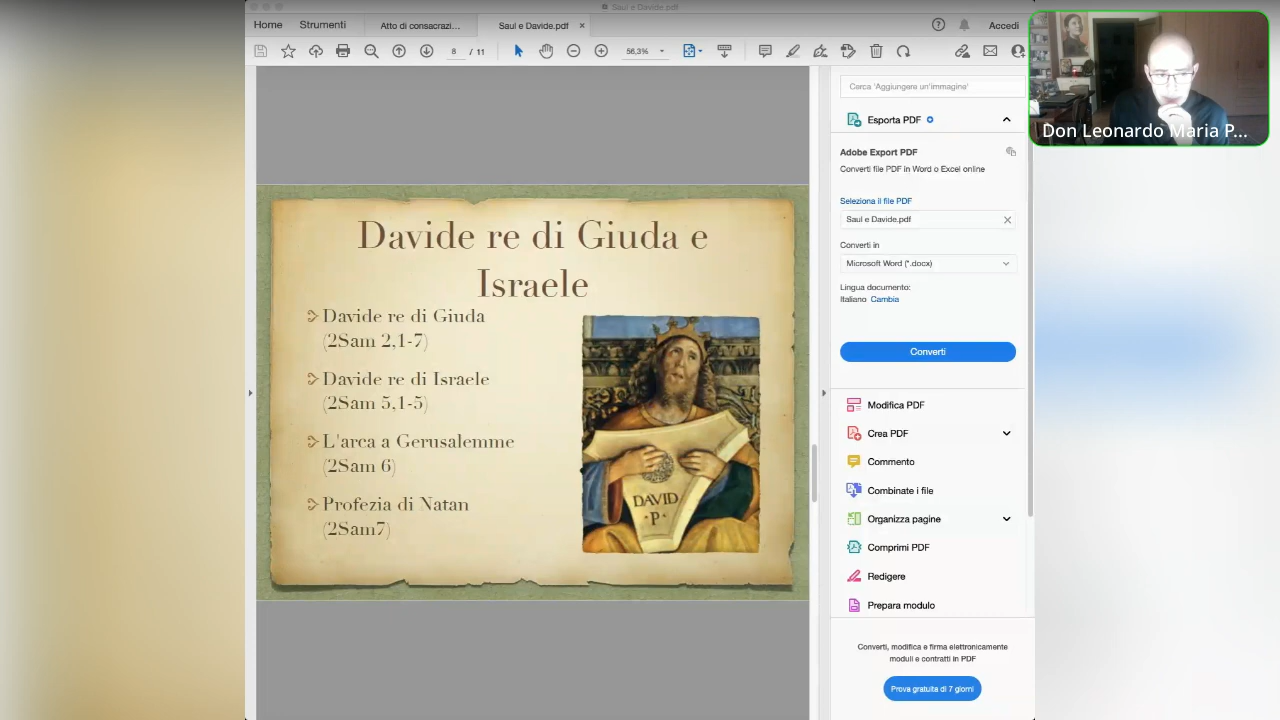 Saul e Davide.pdf
Home
Strumenti
Atto di consacrazi...
Saul e Davide.pdf
Accedi
8 / 11
56,3%
Cerca 'Aggiungere un'immagine'
Esporta PDF
Adobe Export PDF
Converti file PDF in Word o Excel online
Seleziona il file PDF
Saul e Davide.pdf
Converti in
Microsoft Word (*.docx)
Lingua documento:
Italiano Cambia
Converti
Modifica PDF
Crea PDF
Commento
Combinate i file
Organizza pagine
Comprimi PDF
Redigere
Prepara modulo
Converti, modifica e firma elettronicamente
moduli e contratti in PDF
Prova gratuita di 7 giorni
Davide re di Giuda e
Israele
Davide re di Giuda
(2Sam 2,1-7)
Davide re di Israele
(2Sam 5,1-5)
L'arca a Gerusalemme
(2Sam 6)
Profezia di Natan
(2Sam7)
DAVID
·P·
Don Leonardo Maria P...